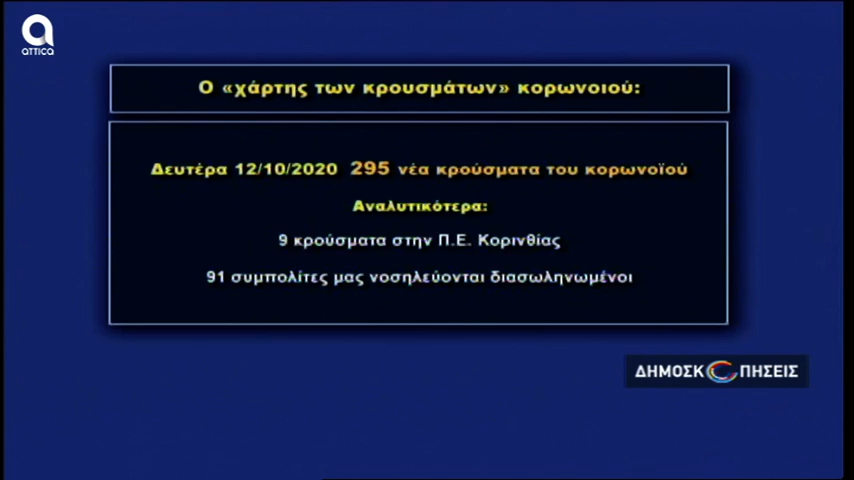 attica
Ο «χάρτης των κρουσμάτων» κορωνοιού:
Δευτέρα 12/10/2020 295 νέα κρούσματα του κορωνοϊού
Αναλυτικότερα:
9 κρούσματα στην Π.Ε. Κορινθίας
91 συμπολίτες μας νοσηλεύονται διασωληνωμένοι
ΔΗΜΟΣΚΟΠΗΣΕΙΣ